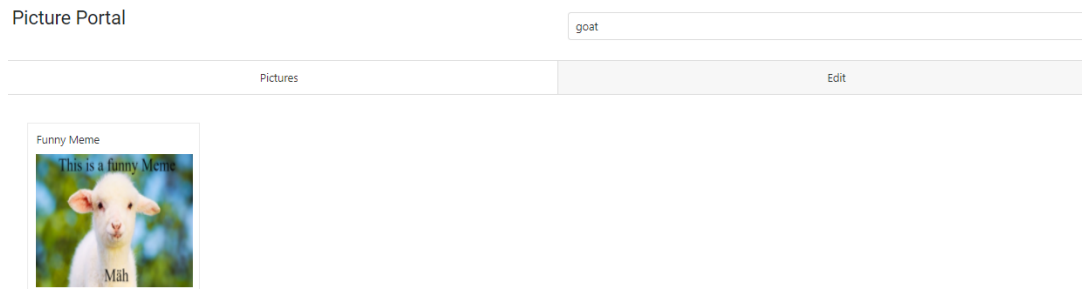 Picture Portal
goat
Pictures
Edit
Funny Meme
This is a funny Meme
Mäh